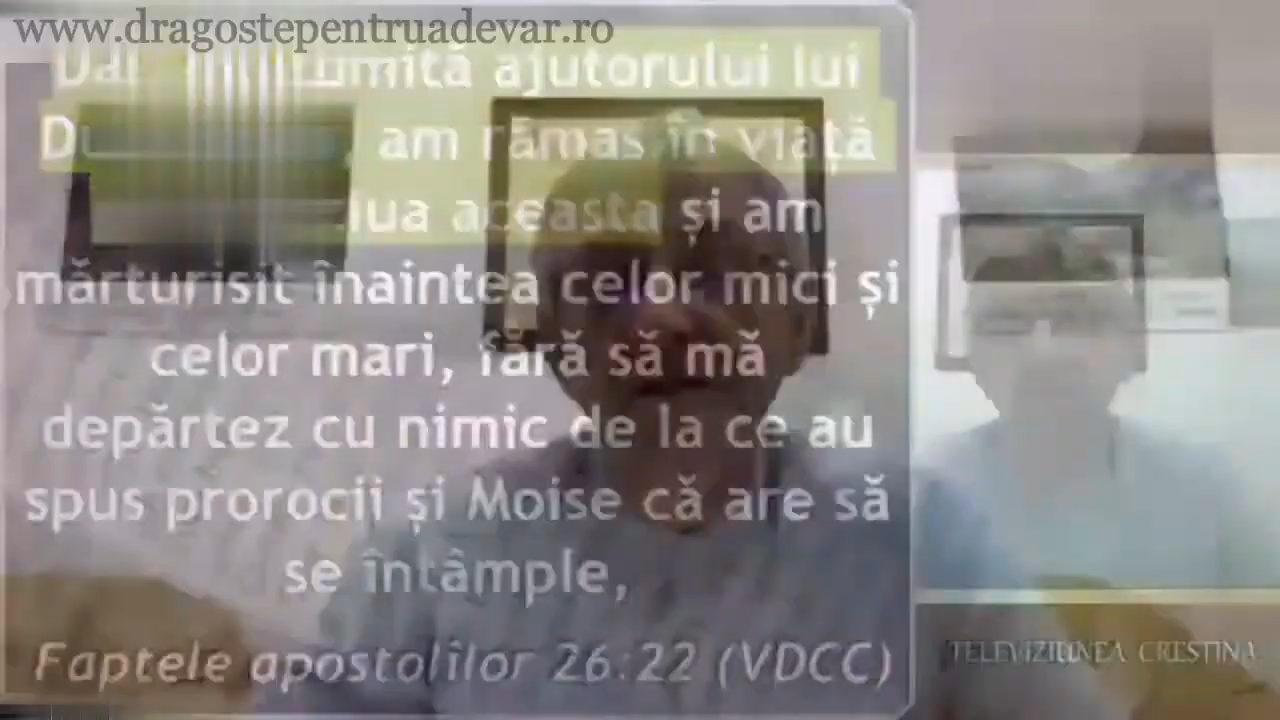 www.dragostepentruadevar.ro
Dar, mulțumită ajutorului lui
am rămas în viață
aceasta și am
mărturisit înaintea celor mici și
celor mari, fără să mă
depărtez cu nimic de la ce au
spus prorocii și Moise că are să
se întâmple,
Faptele apostolilor 26:22 (VDCC)
TELEVIZIUNEA CRESTINA